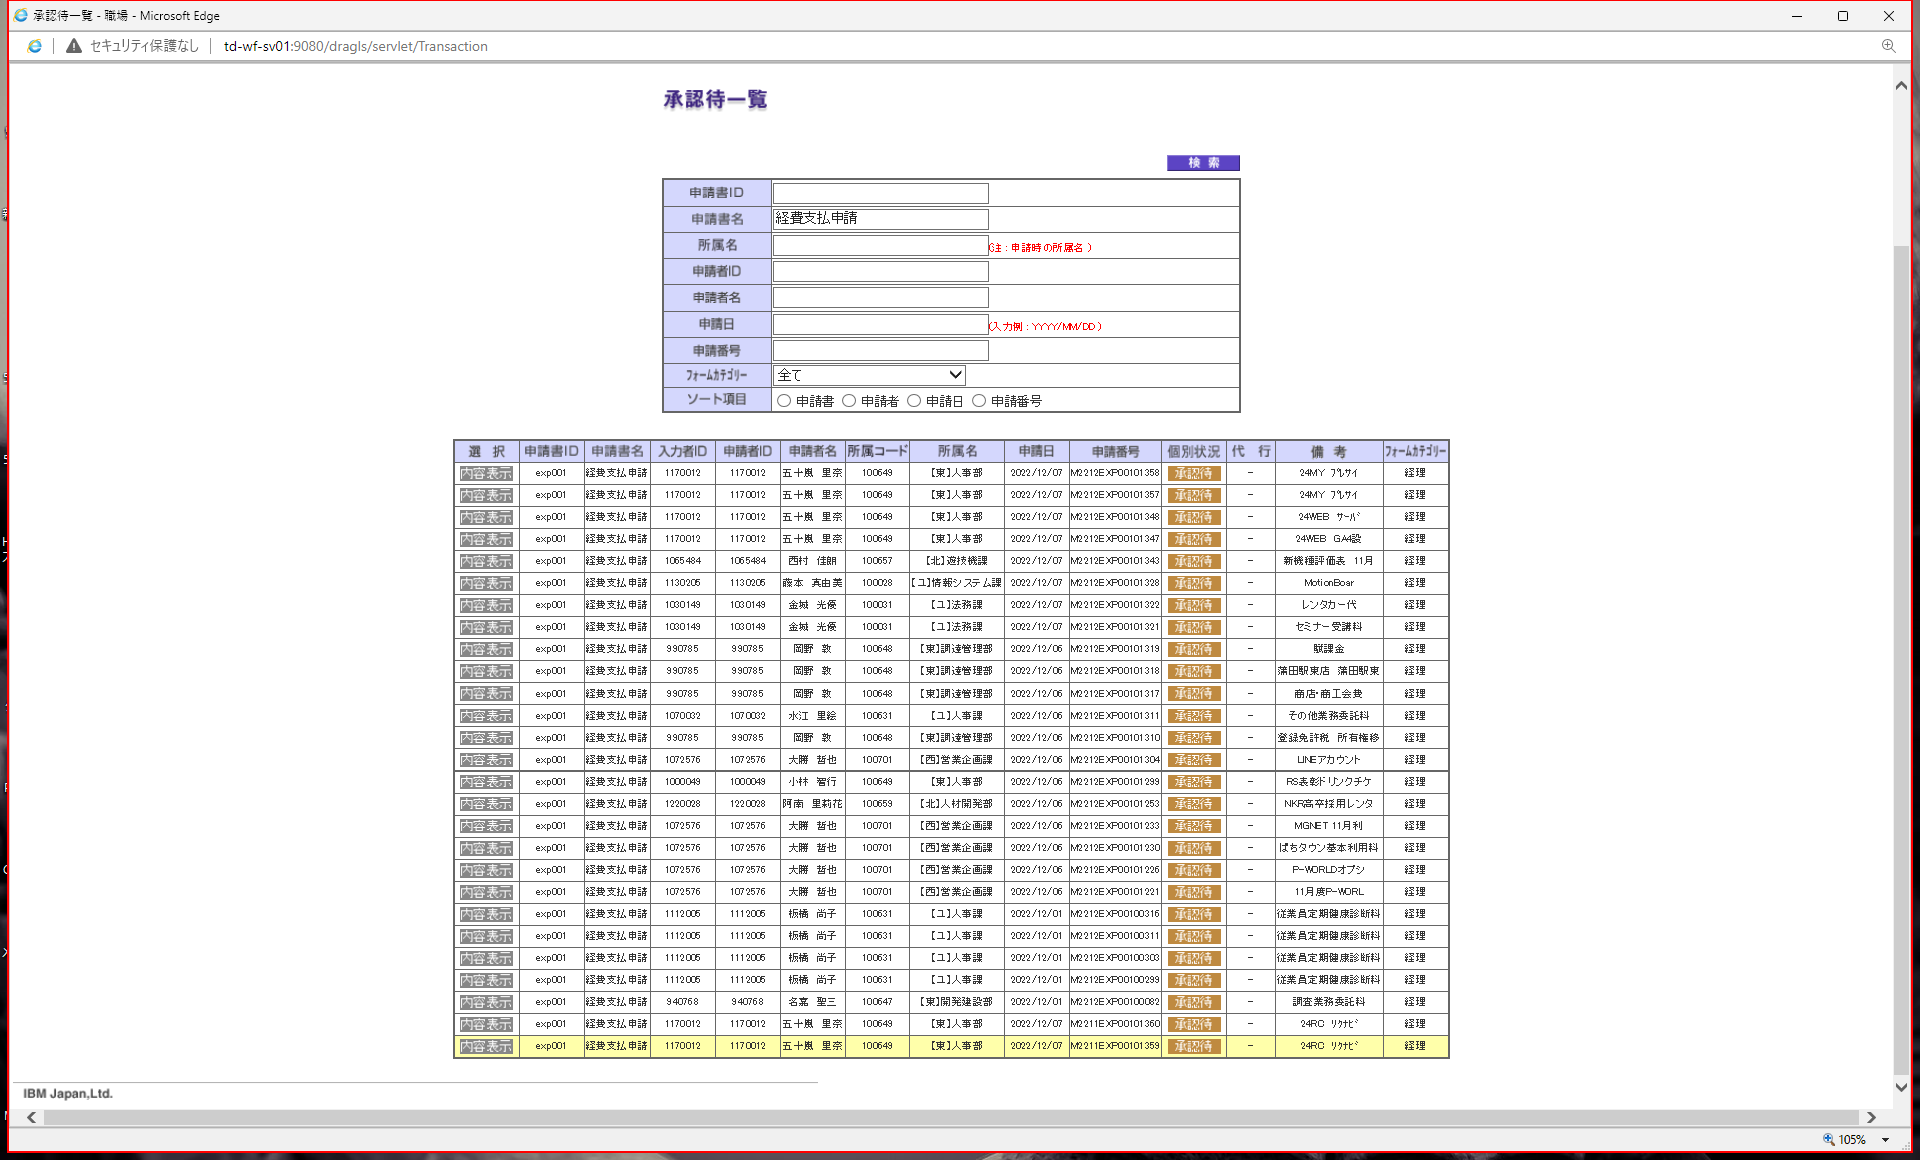 承認待一覧 - 職場 - Microsoft Edge
セキュリティ保護なし td-wf-sv01:9080/dragls/servlet/Transaction
承認待一覧
検 索
申請書ID
申請書名 経費支払申請
所属名 (注：申請時の所属名 )
申請者ID
申請者名
申請日 (入力例：YYYY/MM/DD )
申請番号
フォームカテゴリー 全て
ソート項目 申請書 申請者 申請日 申請番号
選 択 申請書ID 申請書名 入力者ID 申請者ID 申請者名 所属コード 所属名 申請日 申請番号 個別状況 代 行 備 考 フォームカテゴリー
内容表示 exp001 経費支払申請 1170012 1170012 五十嵐 里奈 100649 【東】人事部 2022/12/07 M2212EXP00101358 承認待 - 24MY ﾌﾟﾚｻｲ 経理
内容表示 exp001 経費支払申請 1170012 1170012 五十嵐 里奈 100649 【東】人事部 2022/12/07 M2212EXP00101357 承認待 - 24MY ﾌﾟﾚｻｲ 経理
内容表示 exp001 経費支払申請 1170012 1170012 五十嵐 里奈 100649 【東】人事部 2022/12/07 M2212EXP00101348 承認待 - 24WEB ｻｰﾊﾞ 経理
内容表示 exp001 経費支払申請 1170012 1170012 五十嵐 里奈 100649 【東】人事部 2022/12/07 M2212EXP00101347 承認待 - 24WEB GA4設 経理
内容表示 exp001 経費支払申請 1065484 1065484 西村 佳朗 100657 【北】遊技機課 2022/12/07 M2212EXP00101343 承認待 - 新機種評価表 11月 経理
内容表示 exp001 経費支払申請 1130205 1130205 藤本 真由美 100028 【ユ】情報システム課 2022/12/07 M2212EXP00101328 承認待 - MotionBoar 経理
内容表示 exp001 経費支払申請 1030149 1030149 金城 光優 100031 【ユ】法務課 2022/12/07 M2212EXP00101322 承認待 - レンタカー代 経理
内容表示 exp001 経費支払申請 1030149 1030149 金城 光優 100031 【ユ】法務課 2022/12/07 M2212EXP00101321 承認待 - セミナー受講料 経理
内容表示 exp001 経費支払申請 990785 990785 岡野 敦 100648 【東】調達管理部 2022/12/06 M2212EXP00101319 承認待 - 賦課金 経理
内容表示 exp001 経費支払申請 990785 990785 岡野 敦 100648 【東】調達管理部 2022/12/06 M2212EXP00101318 承認待 - 蒲田駅東店 蒲田駅東 経理
内容表示 exp001 経費支払申請 990785 990785 岡野 敦 100648 【東】調達管理部 2022/12/06 M2212EXP00101317 承認待 - 商店・商工会費 経理
内容表示 exp001 経費支払申請 1070032 1070032 水江 里絵 100631 【ユ】人事課 2022/12/06 M2212EXP00101311 承認待 - その他業務委託料 経理
内容表示 exp001 経費支払申請 990785 990785 岡野 敦 100648 【東】調達管理部 2022/12/06 M2212EXP00101310 承認待 - 登録免許税 所有権移 経理
内容表示 exp001 経費支払申請 1072576 1072576 大勝 哲也 100701 【西】営業企画課 2022/12/06 M2212EXP00101304 承認待 - LINEアカウント 経理
内容表示 exp001 経費支払申請 1000049 1000049 小林 智行 100649 【東】人事部 2022/12/06 M2212EXP00101299 承認待 - RS表彰ドリンクチケ 経理
内容表示 exp001 経費支払申請 1220028 1220028 阿南 里莉花 100659 【北】人材開発部 2022/12/06 M2212EXP00101253 承認待 - NKR高卒採用レンタ 経理
内容表示 exp001 経費支払申請 1072576 1072576 大勝 哲也 100701 【西】営業企画課 2022/12/06 M2212EXP00101233 承認待 - MGNET 11月利 経理
内容表示 exp001 経費支払申請 1072576 1072576 大勝 哲也 100701 【西】営業企画課 2022/12/06 M2212EXP00101230 承認待 - ぱちタウン基本利用料 経理
内容表示 exp001 経費支払申請 1072576 1072576 大勝 哲也 100701 【西】営業企画課 2022/12/06 M2212EXP00101226 承認待 - P-WORLDオプシ 経理
内容表示 exp001 経費支払申請 1072576 1072576 大勝 哲也 100701 【西】営業企画課 2022/12/06 M2212EXP00101221 承認待 - 11月度P-WORL 経理
内容表示 exp001 経費支払申請 1112005 1112005 板橋 尚子 100631 【ユ】人事課 2022/12/01 M2212EXP00100316 承認待 - 従業員定期健康診断料 経理
内容表示 exp001 経費支払申請 1112005 1112005 板橋 尚子 100631 【ユ】人事課 2022/12/01 M2212EXP00100311 承認待 - 従業員定期健康診断料 経理
内容表示 exp001 経費支払申請 1112005 1112005 板橋 尚子 100631 【ユ】人事課 2022/12/01 M2212EXP00100303 承認待 - 従業員定期健康診断料 経理
内容表示 exp001 経費支払申請 1112005 1112005 板橋 尚子 100631 【ユ】人事課 2022/12/01 M2212EXP00100299 承認待 - 従業員定期健康診断料 経理
内容表示 exp001 経費支払申請 940768 940768 名嘉 聖三 100647 【東】開発建設部 2022/12/01 M2212EXP00100082 承認待 - 調査業務委託料 経理
内容表示 exp001 経費支払申請 1170012 1170012 五十嵐 里奈 100649 【東】人事部 2022/12/07 M2211EXP00101360 承認待 - 24RC ﾘｸﾅﾋﾞ 経理
内容表示 exp001 経費支払申請 1170012 1170012 五十嵐 里奈 100649 【東】人事部 2022/12/07 M2211EXP00101359 承認待 - 24RC ﾘｸﾅﾋﾞ 経理
IBM Japan,Ltd.
105%